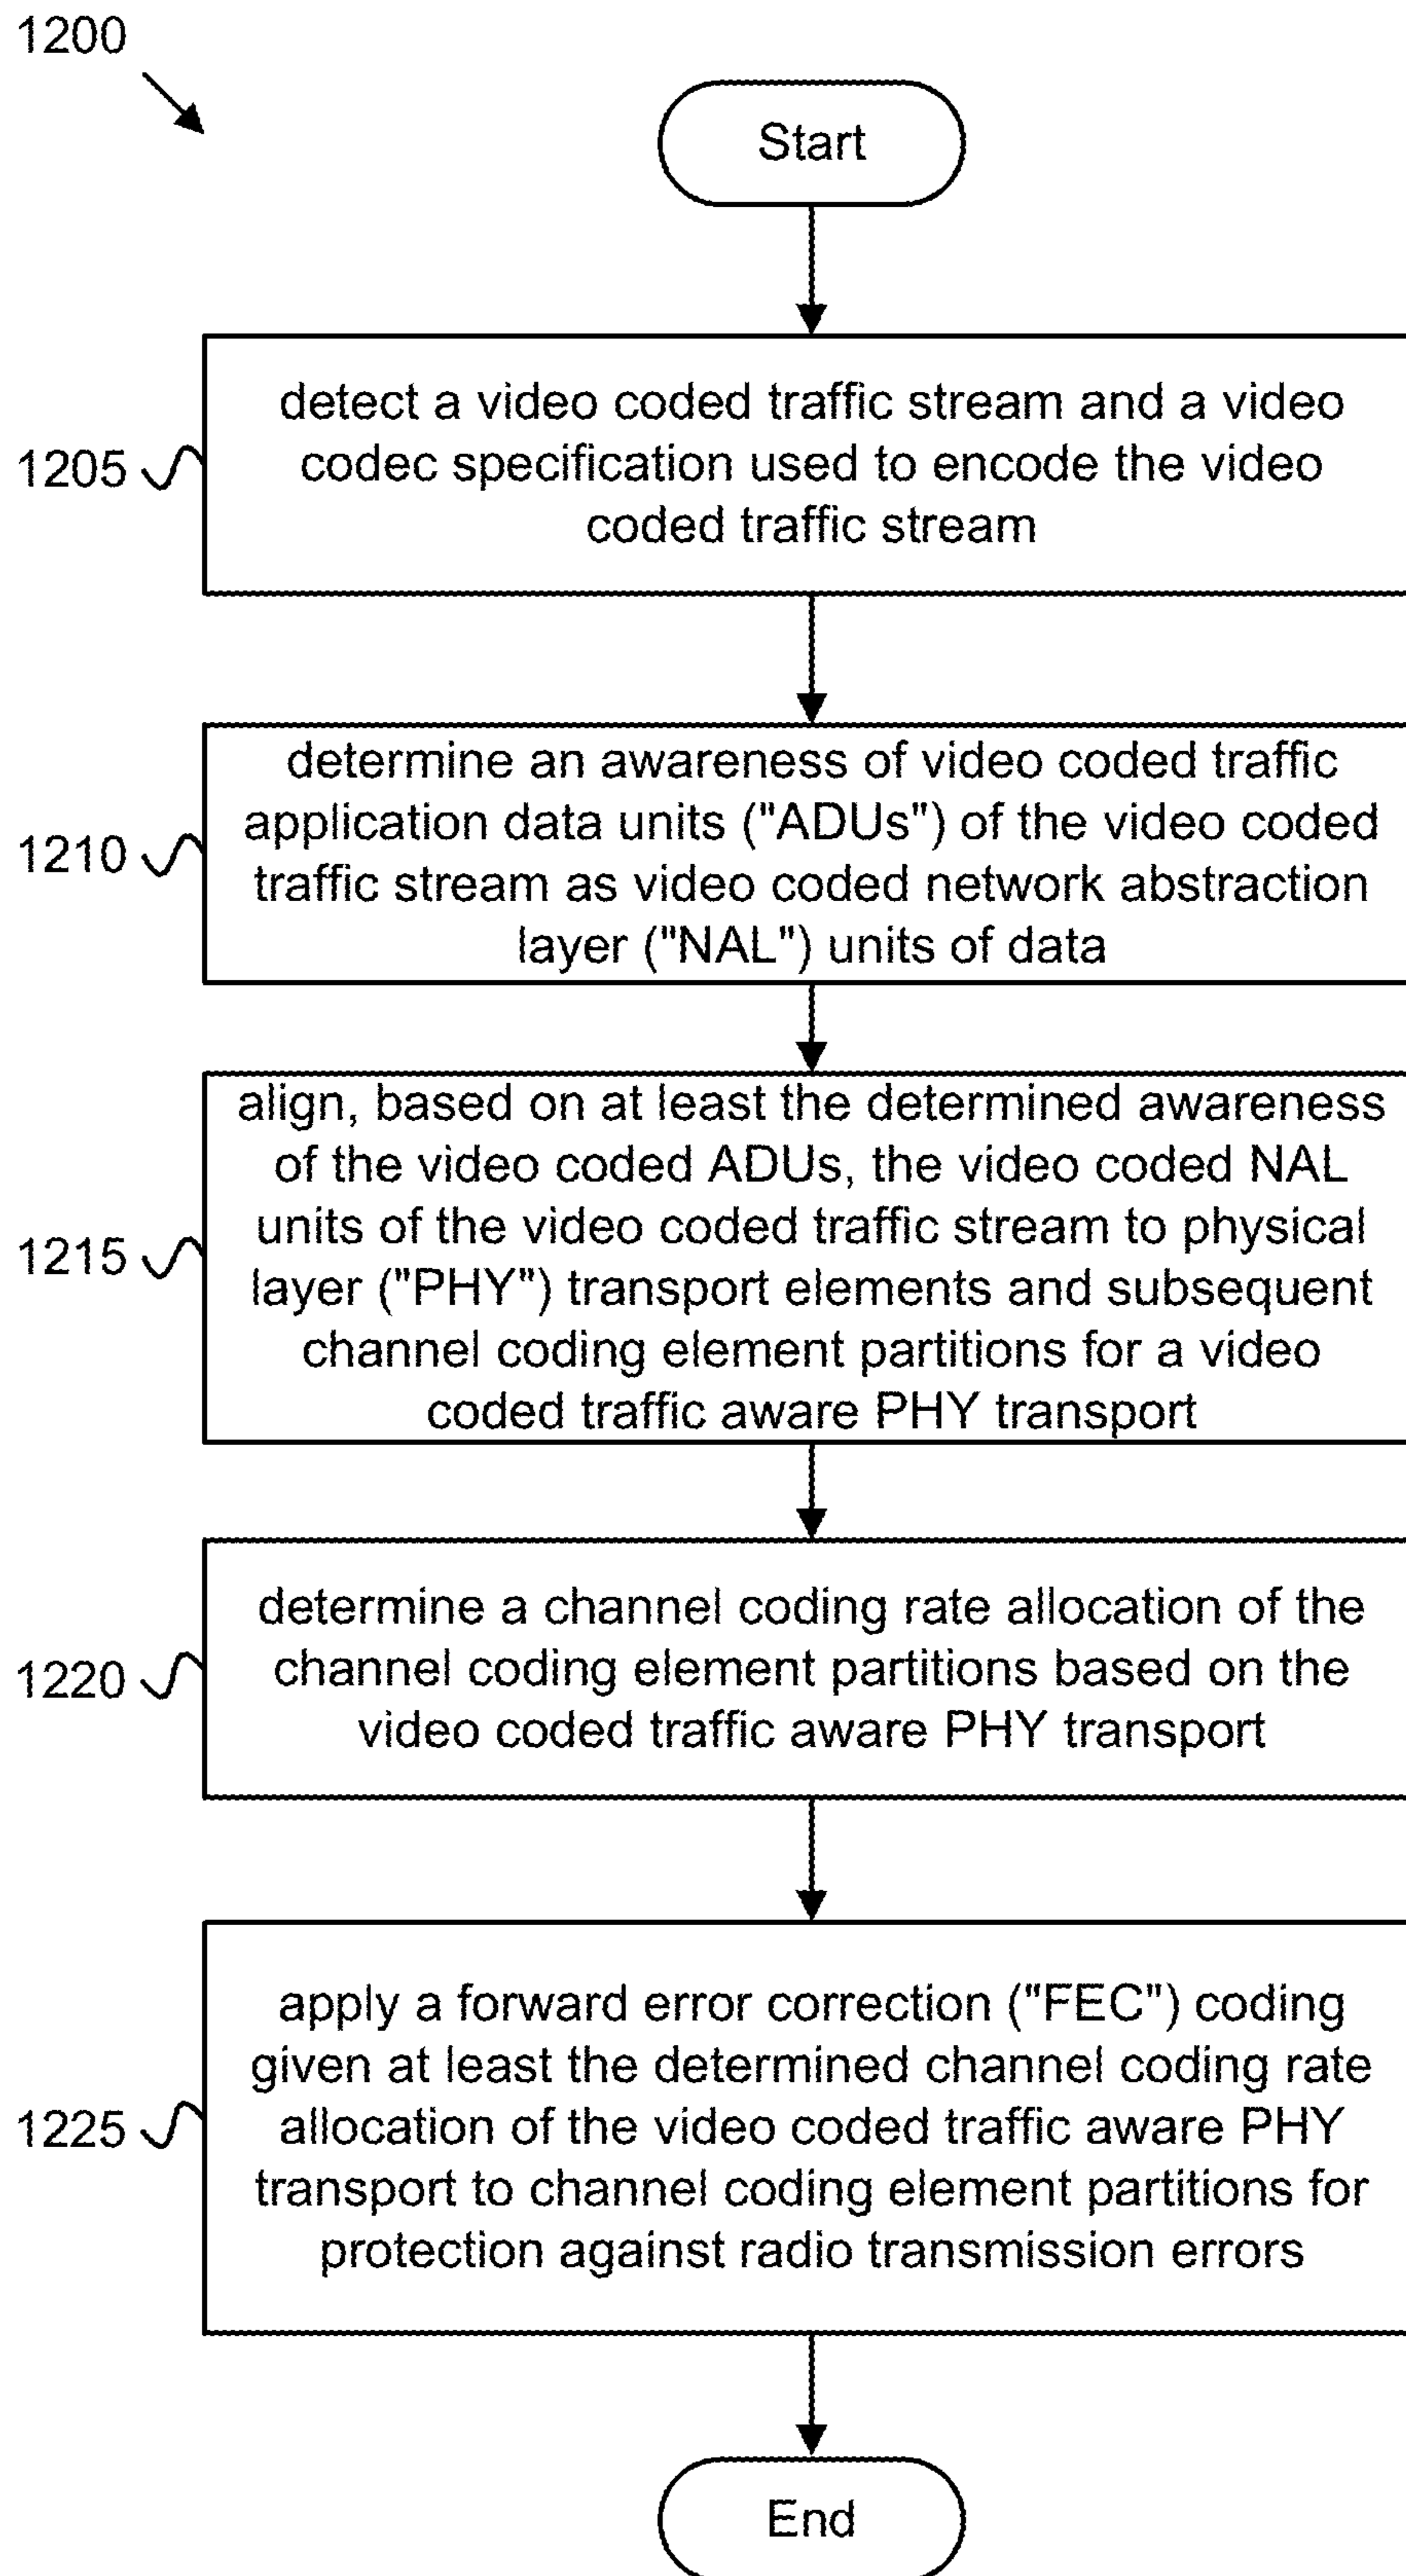 1200
Start
1205
detect a video coded traffic stream and a video
codec specification used to encode the video
coded traffic stream
1210
determine an awareness of video coded traffic
application data units ("ADUs") of the video coded
traffic stream as video coded network abstraction
layer ("NAL") units of data
1215
align, based on at least the determined awareness
of the video coded ADUs, the video coded NAL
units of the video coded traffic stream to physical
layer ("PHY") transport elements and subsequent
channel coding element partitions for a video
coded traffic aware PHY transport
1220
determine a channel coding rate allocation of the
channel coding element partitions based on the
video coded traffic aware PHY transport
1225
apply a forward error correction ("FEC") coding
given at least the determined channel coding rate
allocation of the video coded traffic aware PHY
transport to channel coding element partitions for
protection against radio transmission errors
End